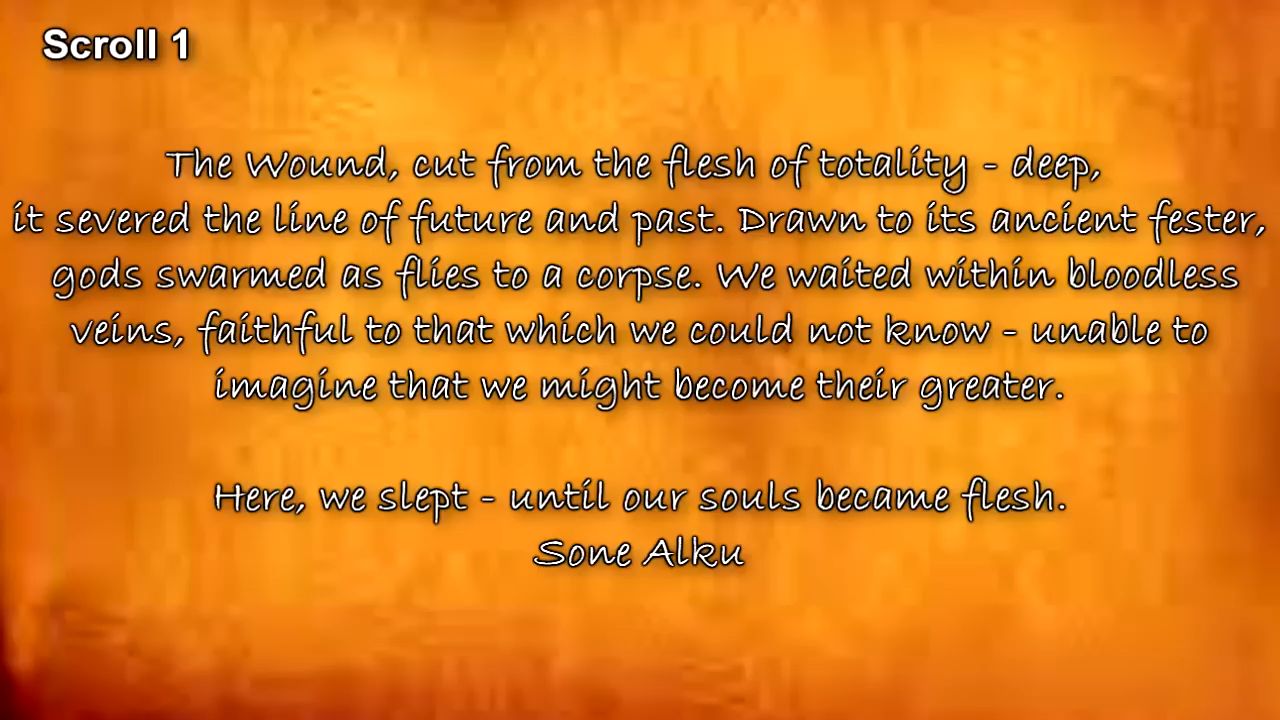 Scroll 1
The Wound, cut from the flesh of totality - deep,
it severed the line of future and past. Drawn to its ancient fester,
gods swarmed as flies to a corpse. We waited within bloodless
veins, faithful to that which we could not know - unable to
imagine that we might become their greater.
Here, we slept - until our souls became flesh.
Sone Alku